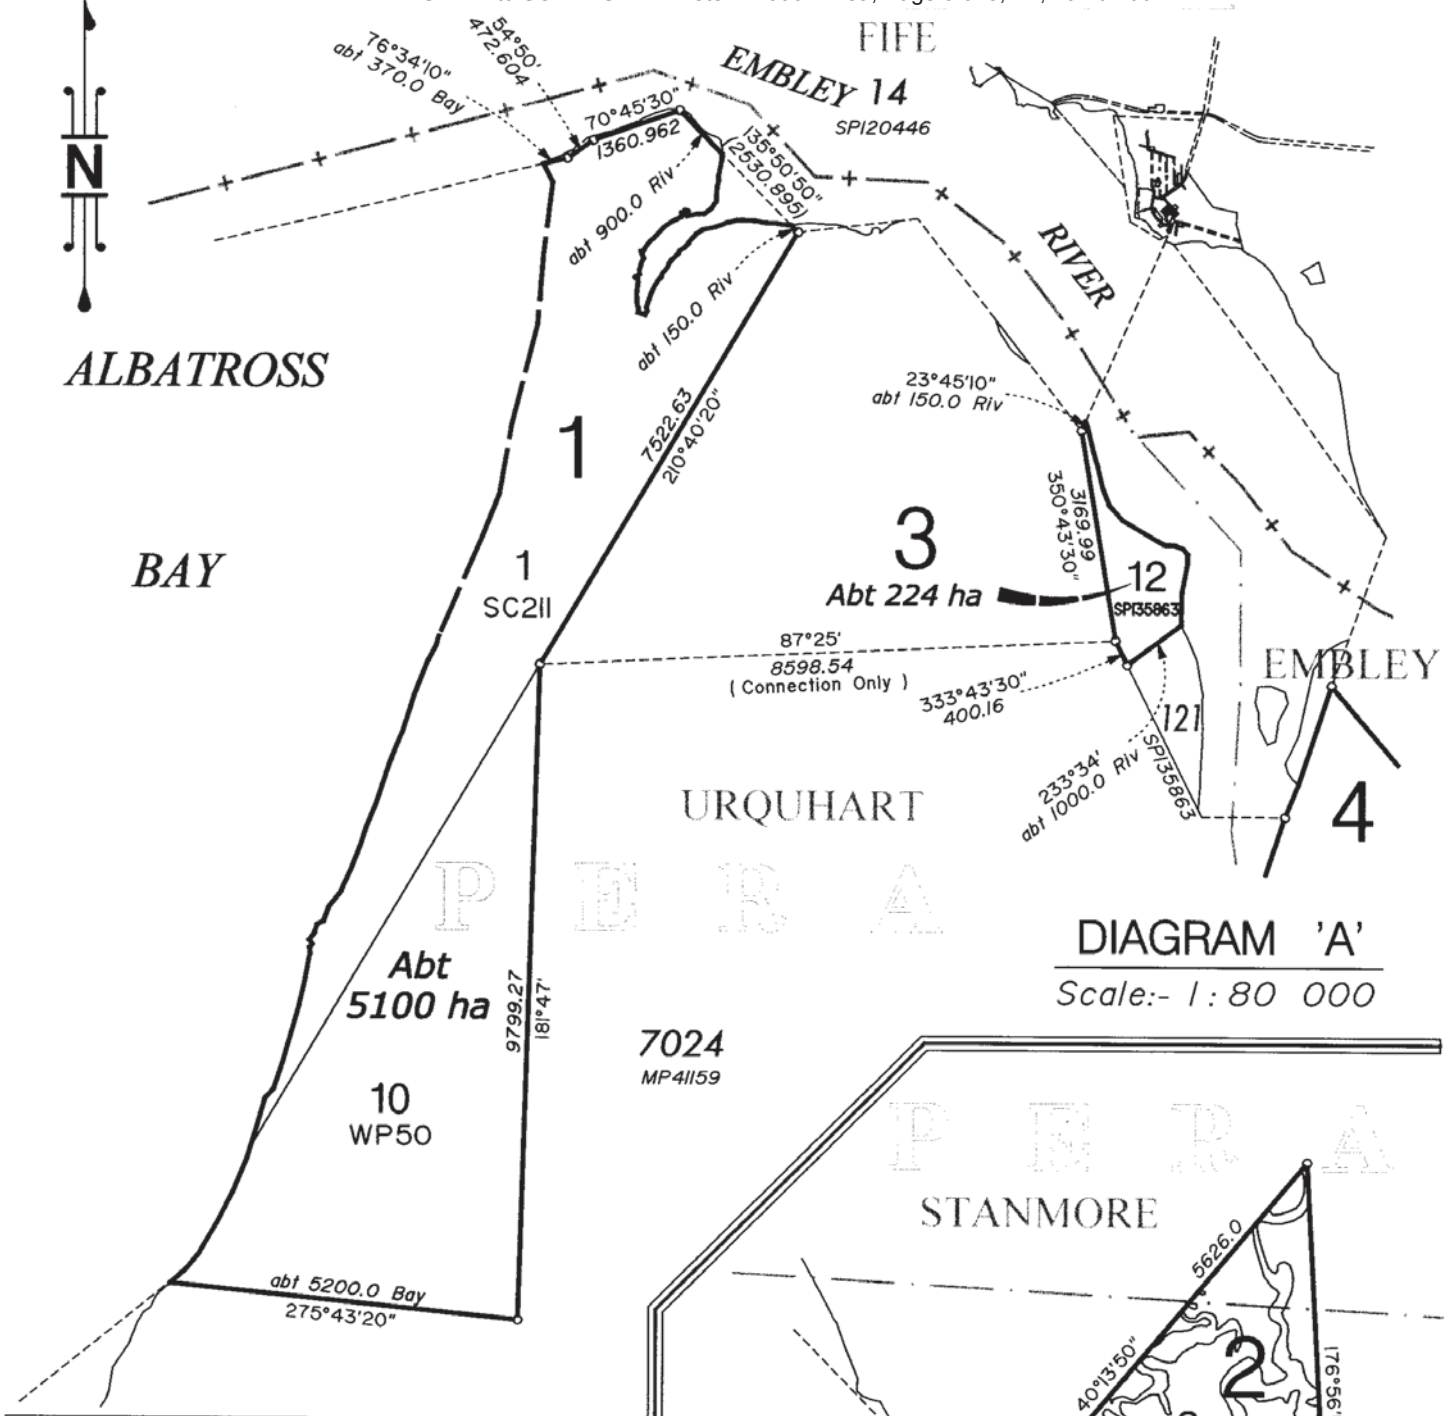 FIFE
54°50'
472.604
76°34'10"
abt 370.0 Bay
EMBLEY
14
SP120446
70°45'30"
1360.962
135°50'50"
(2530.895)
N
abt 900.0 Riv
RIVER
abt 150.0 Riv
ALBATROSS
23°45'10"
abt 150.0 Riv
7522.63
210°40'20"
1
3169.99
350°43'30"
3
BAY
1
SC211
Abt 224 ha
12
SP135863
87°25'
8598.54
( Connection Only )
EMBLEY
333°43'30"
400.16
121
SP135863
233°34'
abt 1000.0 Riv
URQUHART
4
PERA
DIAGRAM 'A'
Scale:- 1 : 80 000
Abt
5100 ha
9799.27
181°47'
7024
MP41159
10
WP50
PERA
STANMORE
5626.0
abt 5200.0 Bay
275°43'20"
2
40°13'50"
176°56'